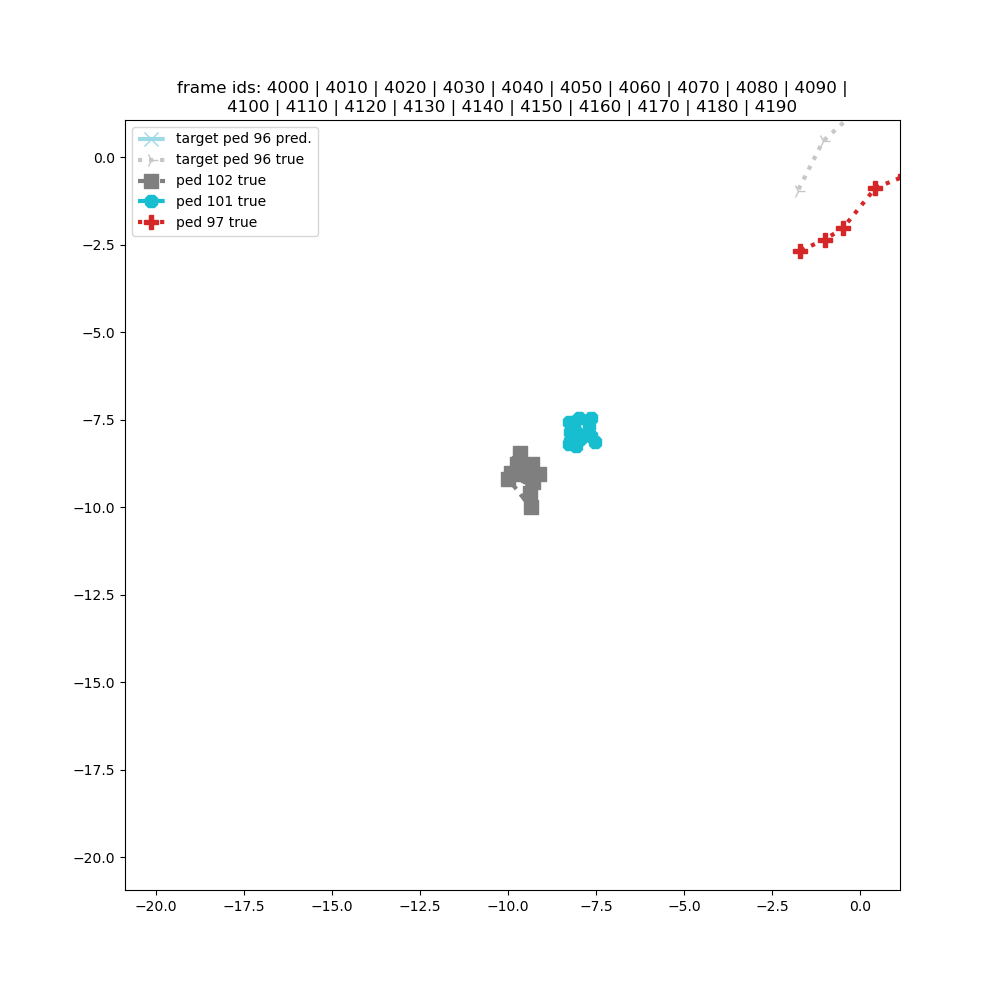 frame ids: 4000 | 4010 | 4020 | 4030 | 4040 | 4050 | 4060 | 4070 | 4080 | 4090 |
4100 | 4110 | 4120 | 4130 | 4140 | 4150 | 4160 | 4170 | 4180 | 4190
target ped 96 pred.
target ped 96 true
ped 102 true
ped 101 true
ped 97 true
0.0
−2.5
−5.0
−7.5
−10.0
−12.5
−15.0
−17.5
−20.0
−20.0 −17.5 −15.0 −12.5 −10.0 −7.5 −5.0 −2.5 0.0